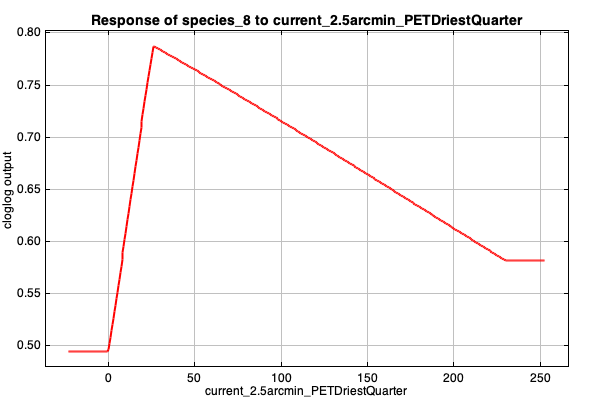 Response of species_8 to current_2.5arcmin_PETDriestQuarter
0.80
0.75
0.70
0.65
0.60
0.55
0.50
cloglog output
0 50 100 150 200 250
current_2.5arcmin_PETDriestQuarter